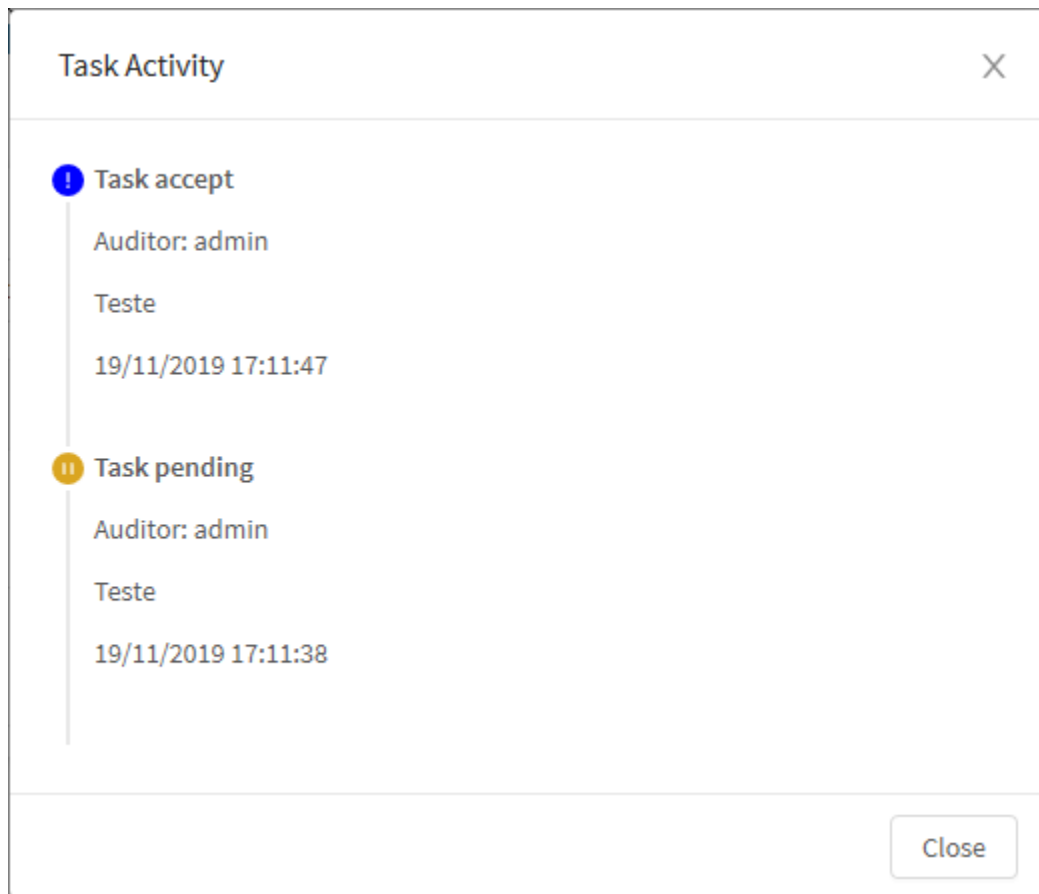 Task Activity
Task accept
Auditor: admin
Teste
19/11/2019 17:11:47
Task pending
Auditor: admin
Teste
19/11/2019 17:11:38
Close